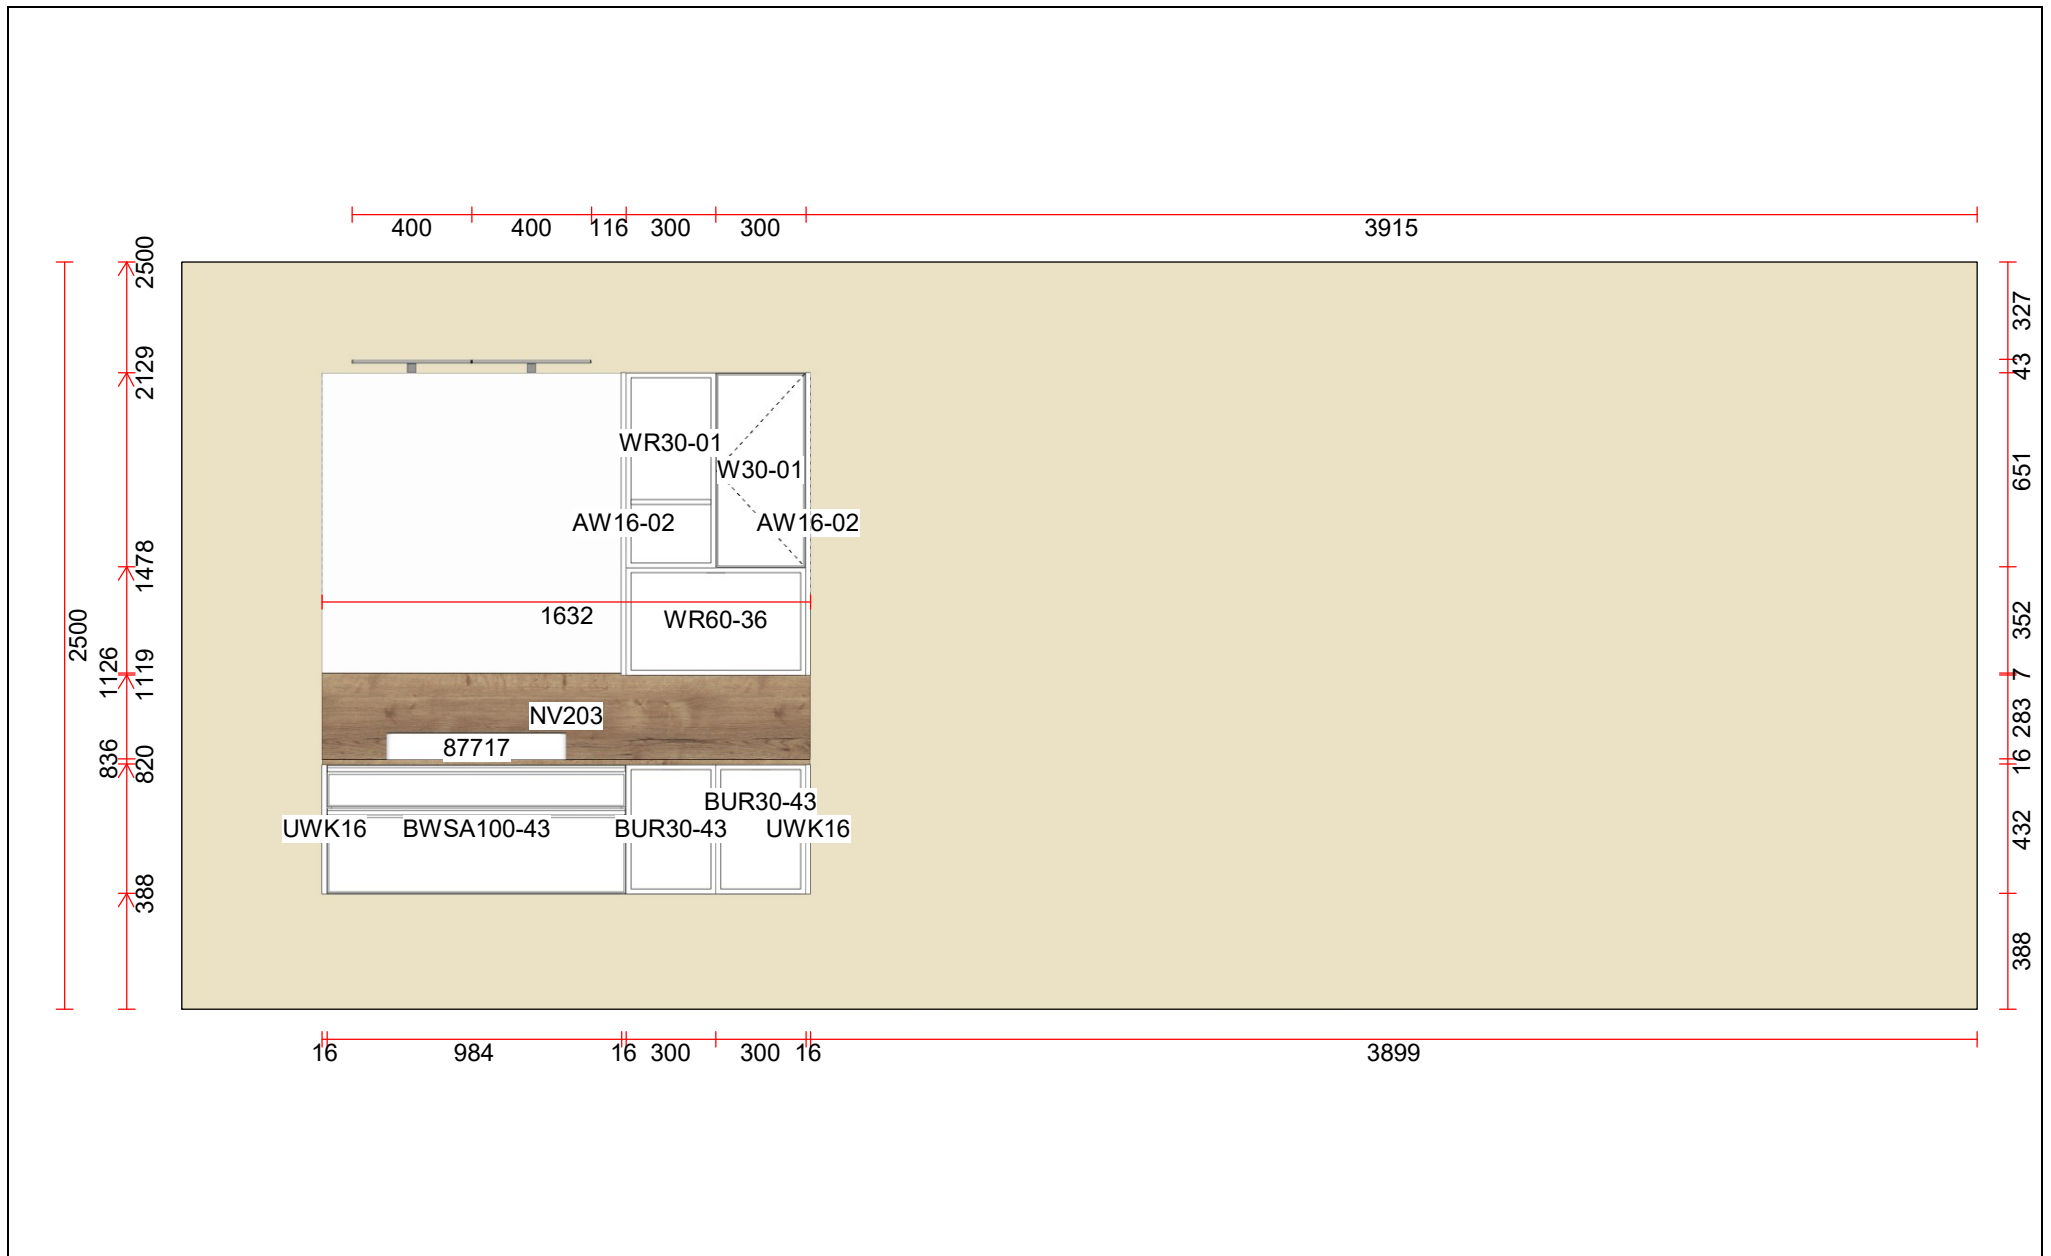 400 400 116 300 300 3915
2500
2129
1478
1126
1119
836
820
388
2500
327
43
651
352
7
283
16
432
388
WR30-01
W30-01
AW16-02 AW16-02
1632
WR60-36
NV203
87717
BUR30-43
UWK16 BWSA100-43 BUR30-43 UWK16
16 984 16 300 300 16 3899